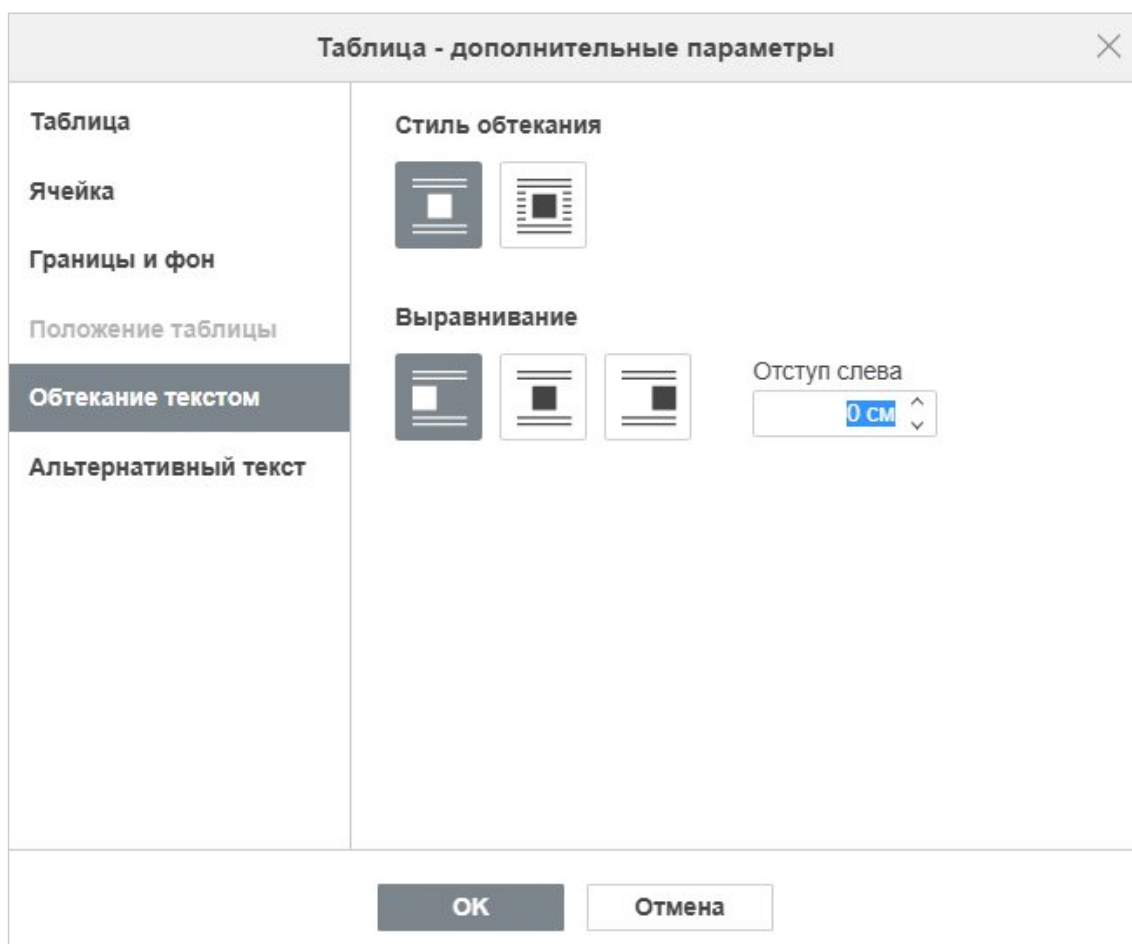 Таблица - дополнительные параметры
Таблица
Ячейка
Границы и фон
Положение таблицы
Обтекание текстом
Альтернативный текст
Стиль обтекания
Выравнивание
Отступ слева
0 см
OK
Отмена